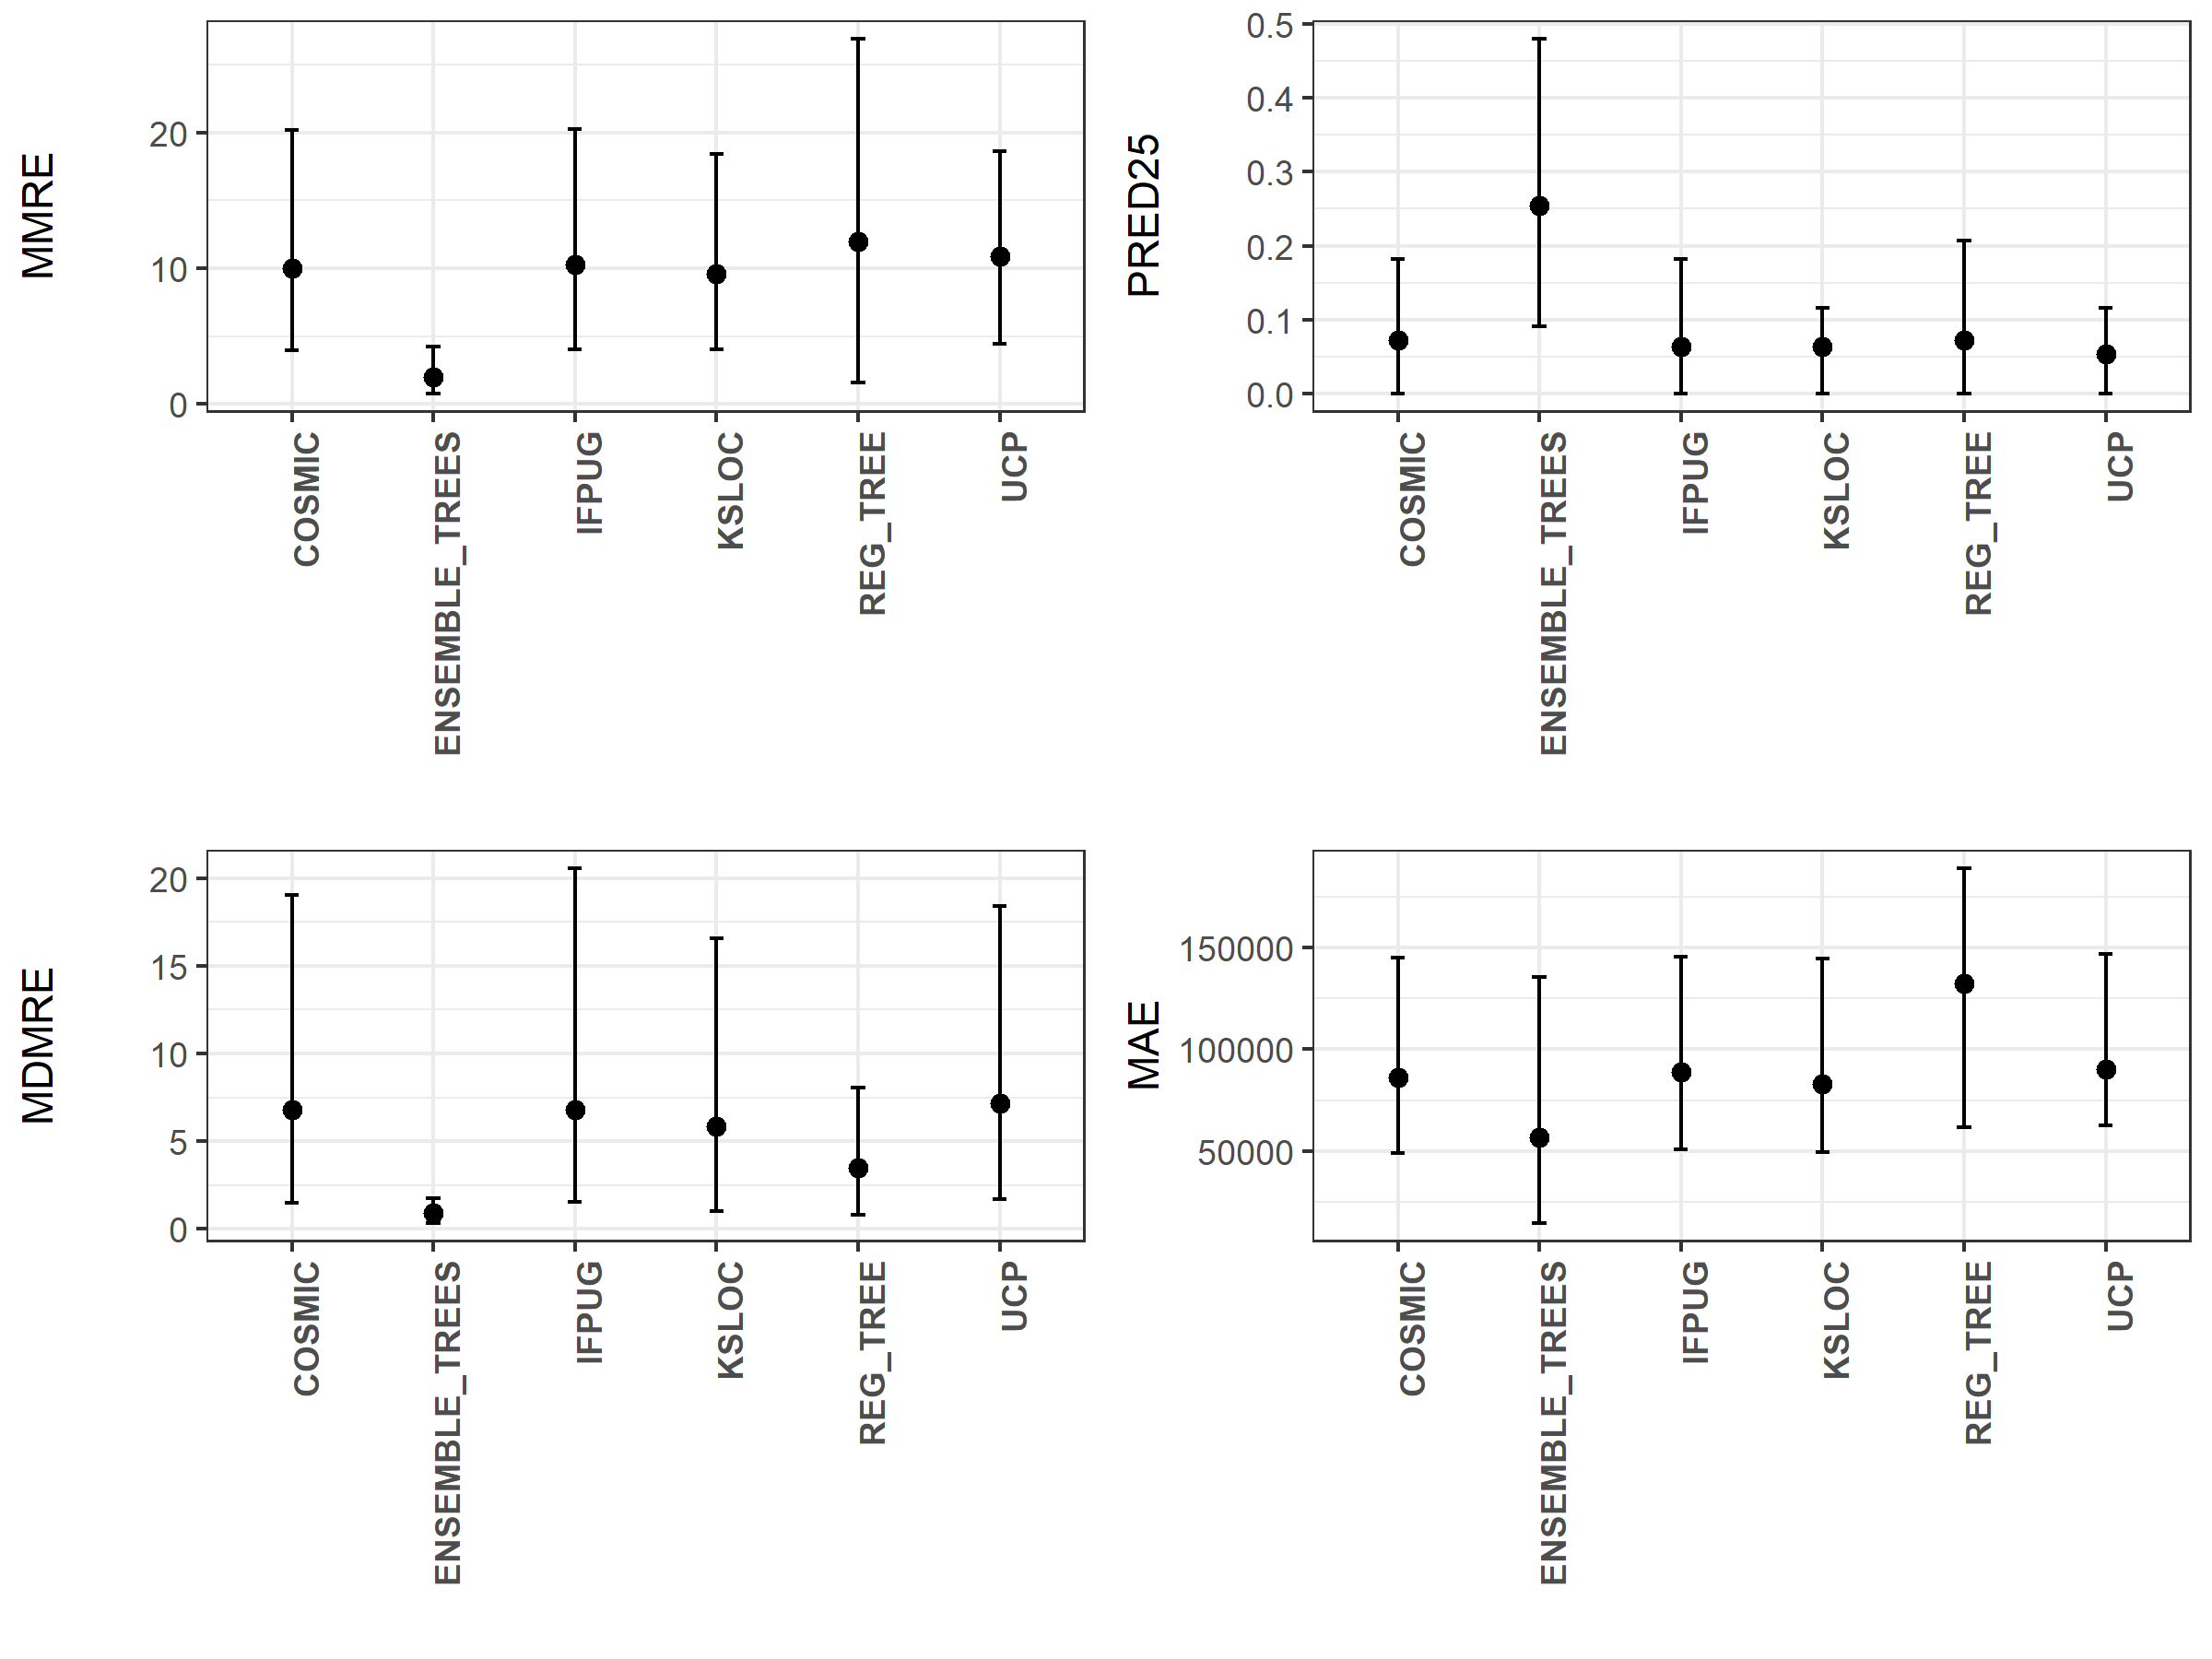 MMRE
20
10
0
COSMIC
ENSEMBLE_TREES
IFPUG
KSLOC
REG_TREE
UCP
PRED25
0.5
0.4
0.3
0.2
0.1
0.0
COSMIC
ENSEMBLE_TREES
IFPUG
KSLOC
REG_TREE
UCP
MDMRE
20
15
10
5
0
COSMIC
ENSEMBLE_TREES
IFPUG
KSLOC
REG_TREE
UCP
MAE
150000
100000
50000
COSMIC
ENSEMBLE_TREES
IFPUG
KSLOC
REG_TREE
UCP